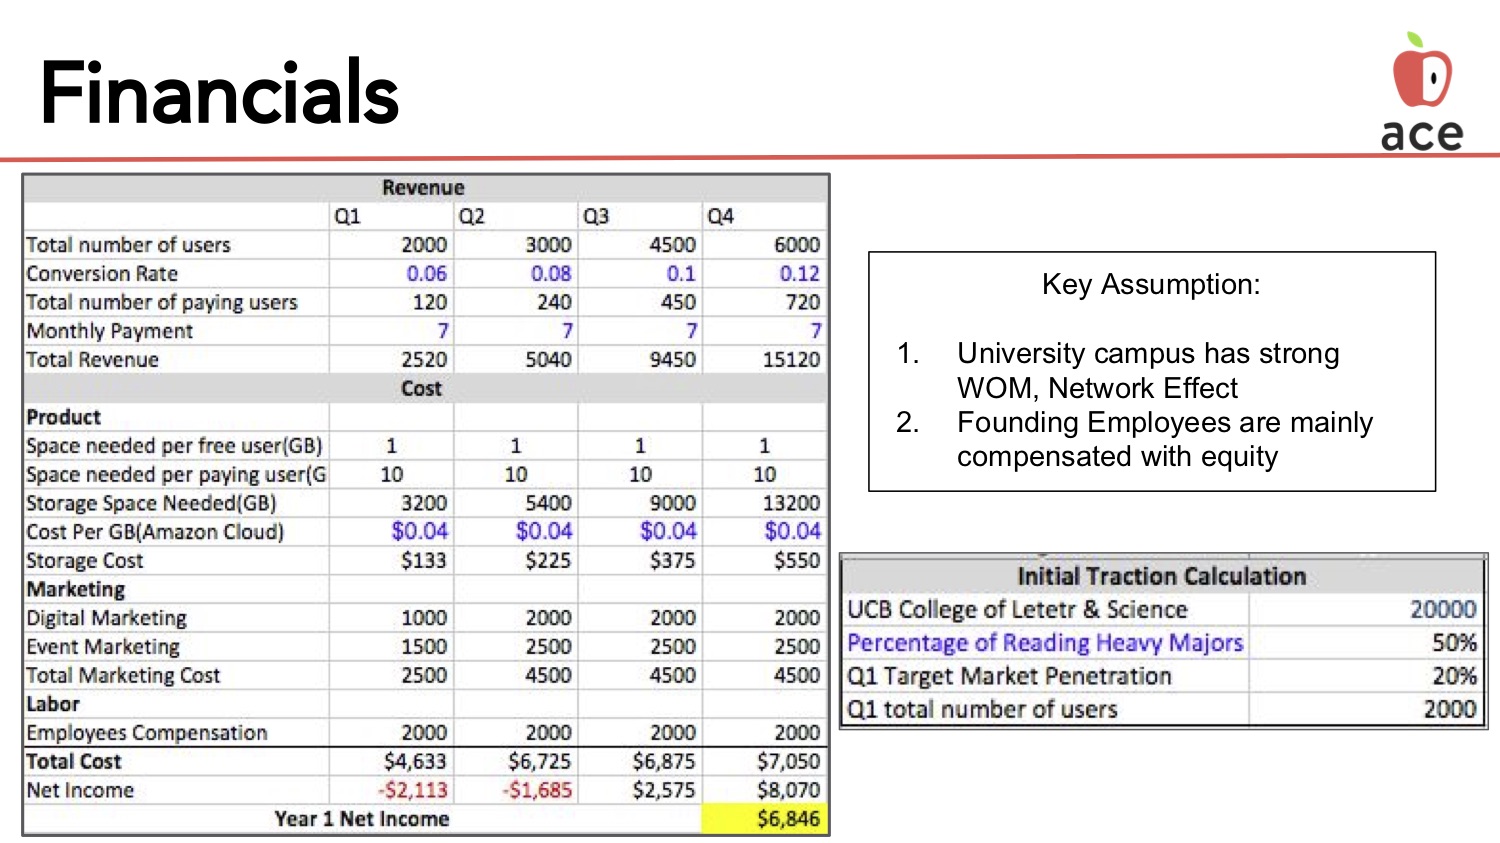 Financials
ace
Revenue
Q1 Q2 Q3 Q4
Total number of users 2000 3000 4500 6000
Conversion Rate 0.06 0.08 0.1 0.12
Total number of paying users 120 240 450 720
Monthly Payment 7 7 7 7
Total Revenue 2520 5040 9450 15120
Cost
Product
Space needed per free user(GB) 1 1 1 1
Space needed per paying user(G 10 10 10 10
Storage Space Needed(GB) 3200 5400 9000 13200
Cost Per GB(Amazon Cloud) $0.04 $0.04 $0.04 $0.04
Storage Cost $133 $225 $375 $550
Marketing
Digital Marketing 1000 2000 2000 2000
Event Marketing 1500 2500 2500 2500
Total Marketing Cost 2500 4500 4500 4500
Labor
Employees Compensation 2000 2000 2000 2000
Total Cost $4,633 $6,725 $6,875 $7,050
Net Income -$2,113 -$1,685 $2,575 $8,070
Year 1 Net Income $6,846
Key Assumption:
1. University campus has strong
WOM, Network Effect
2. Founding Employees are mainly
compensated with equity
Initial Traction Calculation
UCB College of Letetr & Science 20000
Percentage of Reading Heavy Majors 50%
Q1 Target Market Penetration 20%
Q1 total number of users 2000